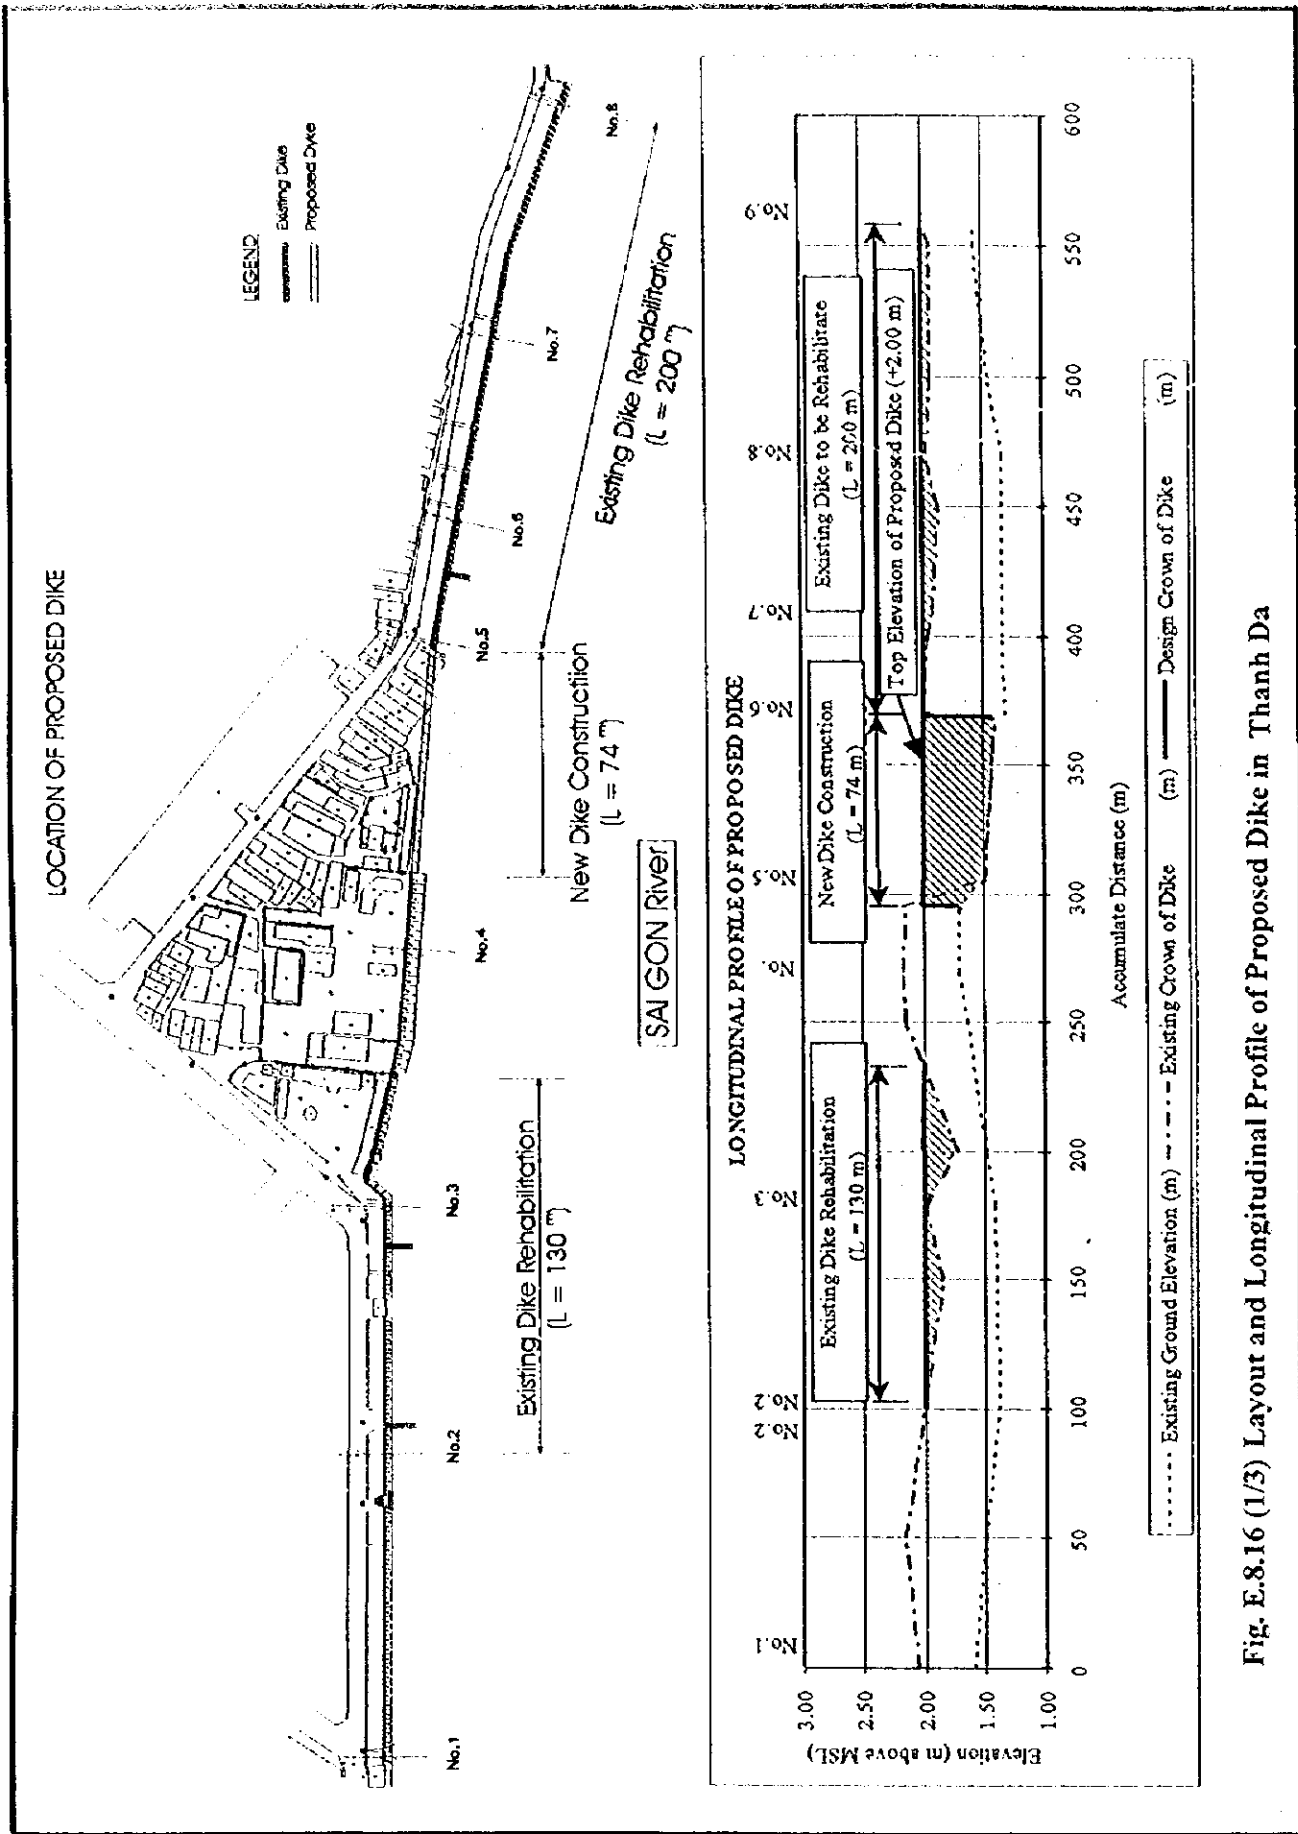 LOCATION OF PROPOSED DIKE
LEGEND
Existing Dike
Proposed Dyke
No.1
No.2
No.3
No.4
No.5
No.6
No.7
No.8
Existing Dike Rehabilitation
(L = 130 m)
New Construction
(L = 74 m)
Existing Dike Rehabilitation
(L = 200 m)
SAI GON River
LONGITUDINAL PROFILE OF PROPOSED DIKE
No.1
No.2
No.2
No.3
No.
No.5
No.6
No.7
No.8
No.9
Existing Dike Rehabilitation
(L = 130 m)
New Dike Construction
(L = 74 m)
Existing Dike to be Rehabilitate
(L = 200 m)
Top Elevation of Proposed Dike (+2.00 m)
Elevation (m above MSL)
3.00
2.50
2.00
1.50
1.00
0
50
100
150
200
250
300
350
400
450
500
550
600
Accumulate Distance (m)
Existing Ground Elevation (m)
Existing Crown of Dike (m)
Design Crown of Dike (m)
Fig. E.8.16 (1/3) Layout and Longitudinal Profile of Proposed Dike in Thanh Da